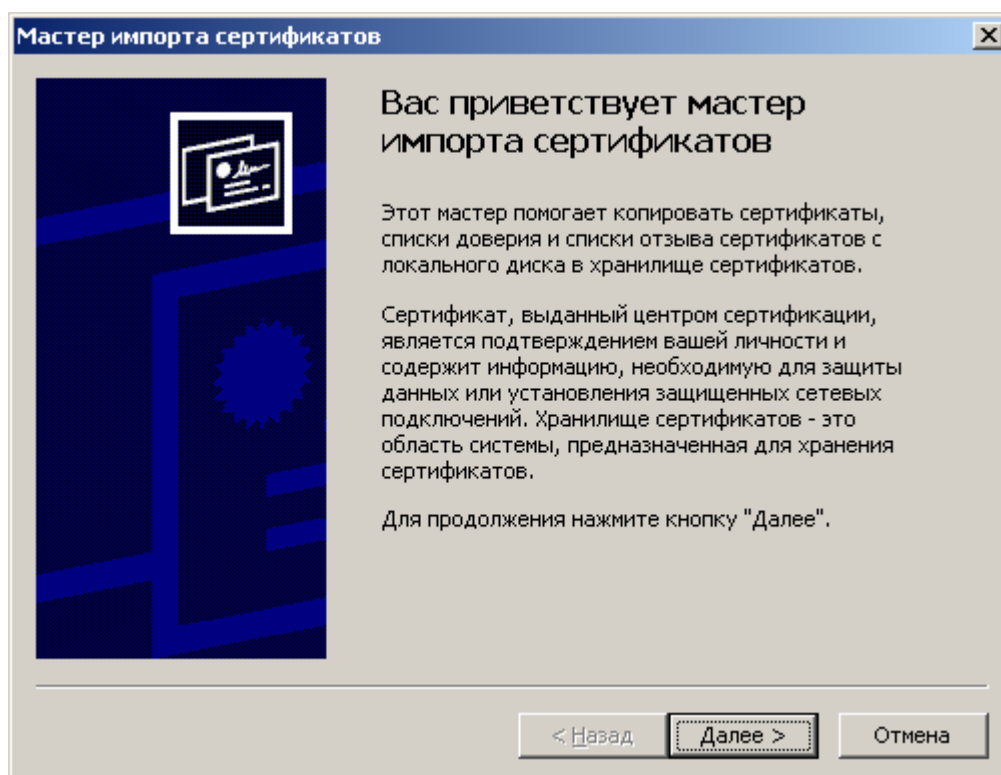 Мастер импорта сертификатов
Вас приветствует мастер
импорта сертификатов
Этот мастер помогает копировать сертификаты,
списки доверия и списки отзыва сертификатов с
локального диска в хранилище сертификатов.
Сертификат, выданный центром сертификации,
является подтверждением вашей личности и
содержит информацию, необходимую для защиты
данных или установления защищенных сетевых
подключений. Хранилище сертификатов - это
область системы, предназначенная для хранения
сертификатов.
Для продолжения нажмите кнопку "Далее".
< Назад
Далее >
Отмена